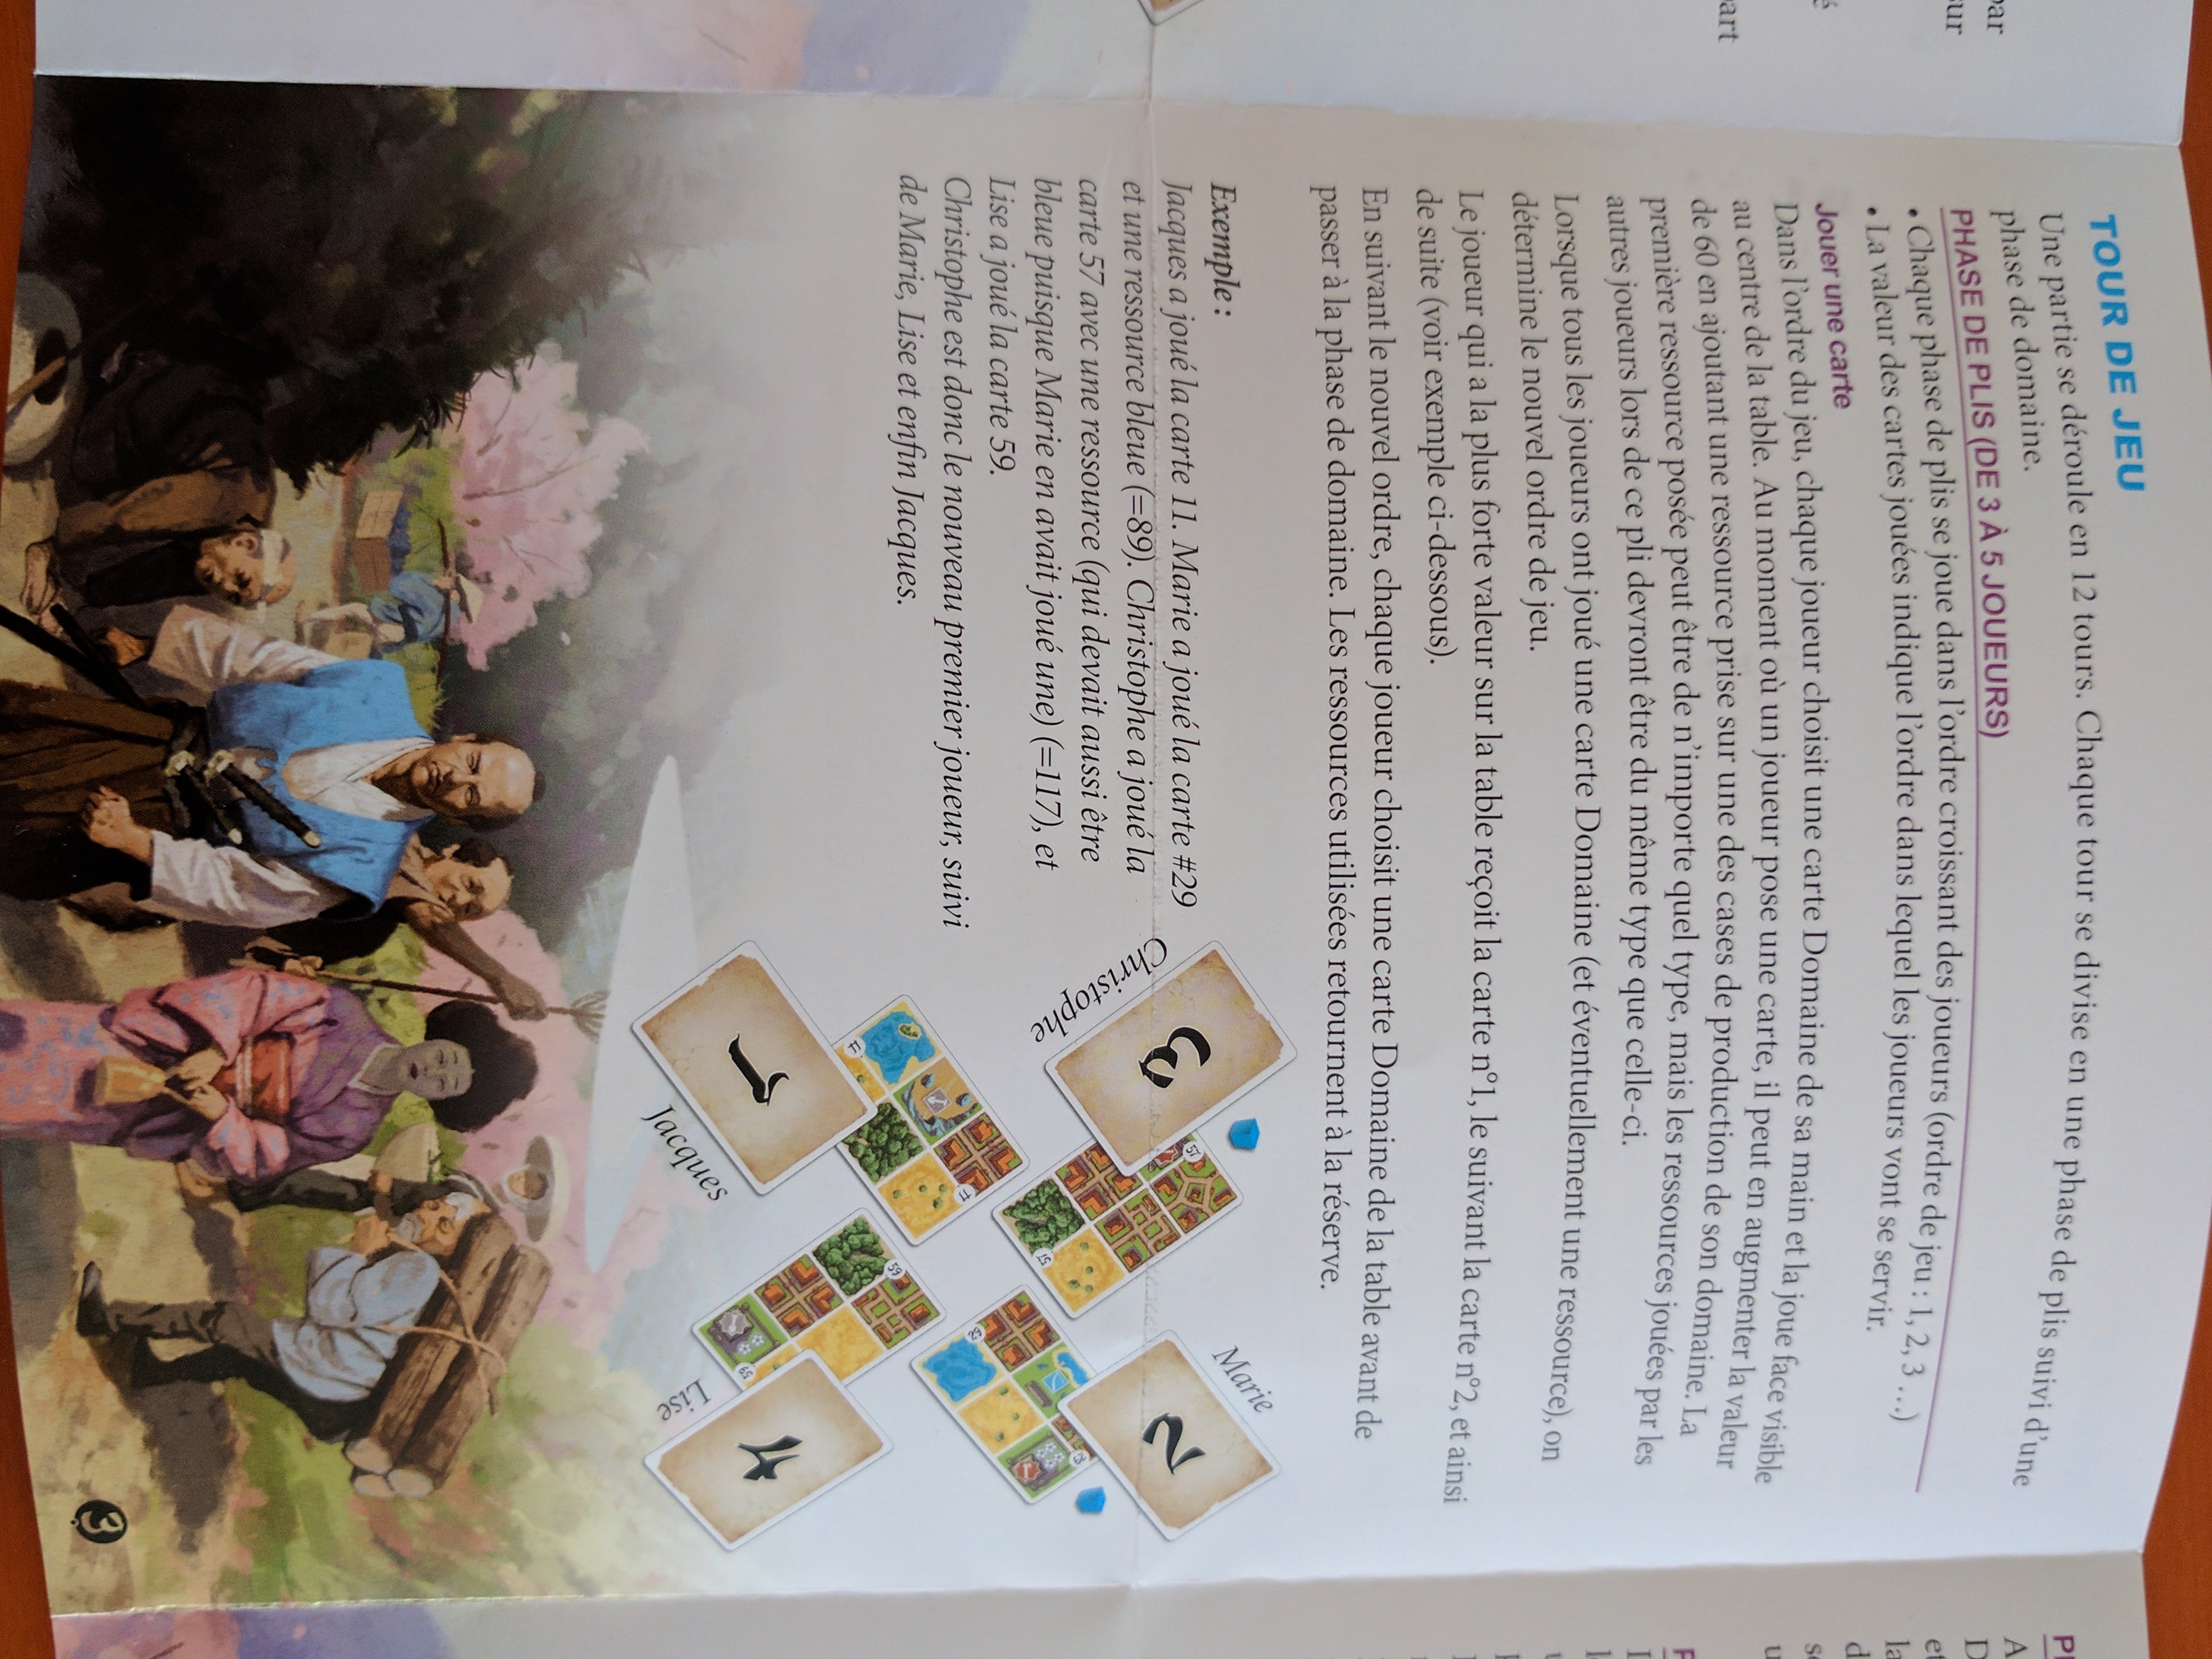 TOUR DE JEU
Une partie se déroule en 12 tours. Chaque tour se divise en une phase de plis suivi d'une
phase de domaine.
PHASE DE PLIS (DE 3 À 5 JOUEURS)
• Chaque phase de plis se joue dans l'ordre croissant des joueurs (ordre de jeu : 1, 2, 3 …)
• La valeur des cartes jouées indique l'ordre dans lequel les joueurs vont se servir.
Jouer une carte
Dans l'ordre du jeu, chaque joueur choisit une carte Domaine de sa main et la joue face visible
au centre de la table. Au moment où un joueur pose une carte, il peut en augmenter la valeur
de 60 en ajoutant une ressource prise sur une des cases de production de son domaine. La
première ressource posée peut être de n'importe quel type, mais les ressources jouées par les
autres joueurs lors de ce pli devront être du même type que celle-ci.
Lorsque tous les joueurs ont joué une carte Domaine (et éventuellement une ressource), on
détermine le nouvel ordre de jeu.
Le joueur qui a la plus forte valeur sur la table reçoit la carte n°1, le suivant la carte n°2, et ainsi
de suite (voir exemple ci-dessous).
En suivant le nouvel ordre, chaque joueur choisit une carte Domaine de la table avant de
passer à la phase de domaine. Les ressources utilisées retournent à la réserve.
Exemple :
Jacques a joué la carte 11. Marie a joué la carte #29
et une ressource bleue (=89). Christophe a joué la
carte 57 avec une ressource (qui devait aussi être
bleue puisque Marie en avait joué une) (=117), et
Lise a joué la carte 59.
Christophe est donc le nouveau premier joueur, suivi
de Marie, Lise et enfin Jacques.
Christophe
3
57
57
Marie
2
29
29
Jacques
1
11
11
Lise
4
59
59
3
par
sur
é
part